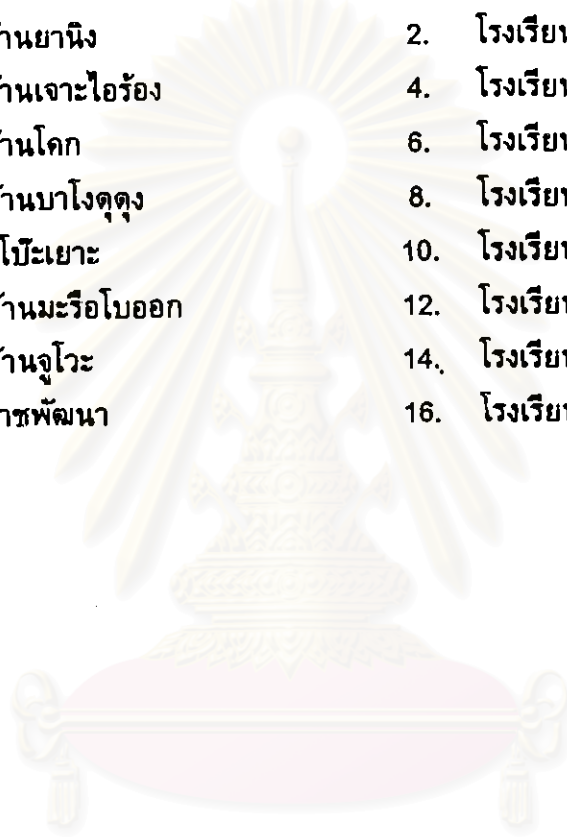 ้านยานิง 2. โรงเรียน
้านเจาะไอร้อง 4. โรงเรียน
้านโคก 6. โรงเรียน
้านบาโงดุดุง 8. โรงเรียน
โบ๊ะเยาะ 10. โรงเรียน
้านมะรือโบออก 12. โรงเรียน
้านจูโวะ 14. โรงเรียน
าชพัฒนา 16. โรงเรียน